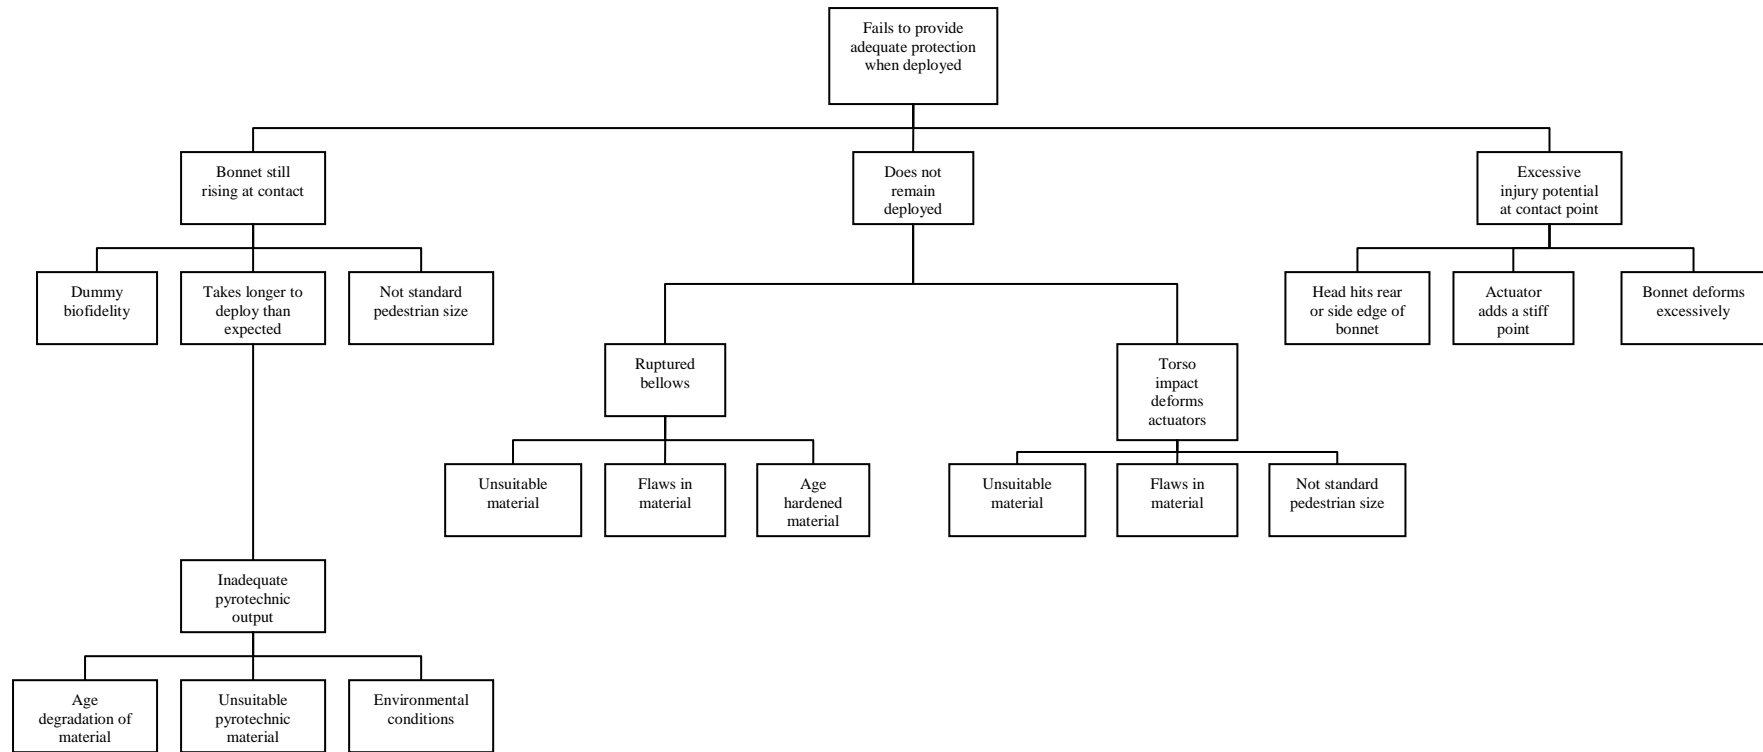 Fails to provide
adequate protection
when deployed
Bonnet still
rising at contact
Does not
remain
deployed
Excessive
injury potential
at contact point
Dummy
biofidelity
Takes longer to
deploy than
expected
Not standard
pedestrian size
Head hits rear
or side edge of
bonnet
Actuator
adds a stiff
point
Bonnet deforms
excessively
Ruptured
bellows
Torso
impact
deforms
actuators
Unsuitable
material
Flaws in
material
Age
hardened
material
Unsuitable
material
Flaws in
material
Not standard
pedestrian size
Inadequate
pyrotechnic
output
Age
degradation of
material
Unsuitable
pyrotechnic
material
Environmental
conditions